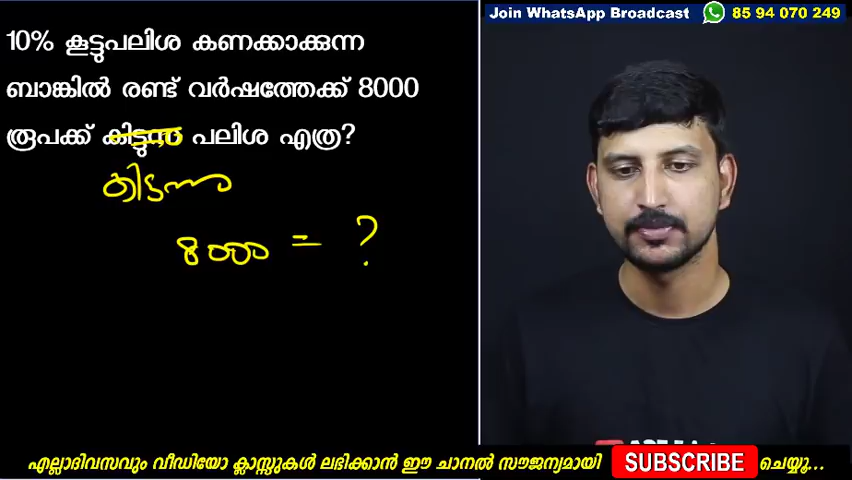 Join WhatsApp Broadcast 85 94 070 249
10% കൂട്ടുപലിശ കണക്കാക്കുന്ന
ബാങ്കിൽ രണ്ട് വർഷത്തേക്ക് 8000
രൂപക്ക് കിട്ടുന്ന പലിശ എത്ര?
8000 = ?
എല്ലാദിവസവും വീഡിയോ ക്ലാസ്സുകൾ ലഭിക്കാൻ ഈ ചാനൽ സൗജന്യമായി SUBSCRIBE ചെയ്യൂ...